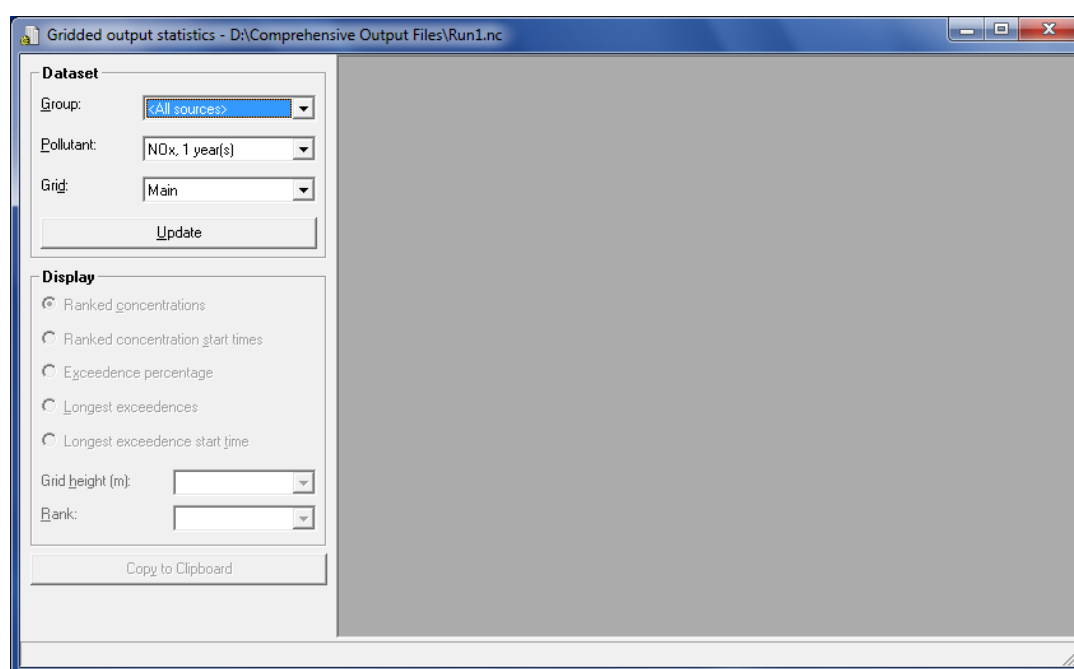 Gridded output statistics - D:\Comprehensive Output Files\Run1.nc
Dataset
Group: <All sources>
Pollutant: NOx, 1 year(s)
Grid: Main
Update
Display
Ranked concentrations
Ranked concentration start times
Exceedence percentage
Longest exceedences
Longest exceedence start time
Grid height (m):
Rank:
Copy to Clipboard